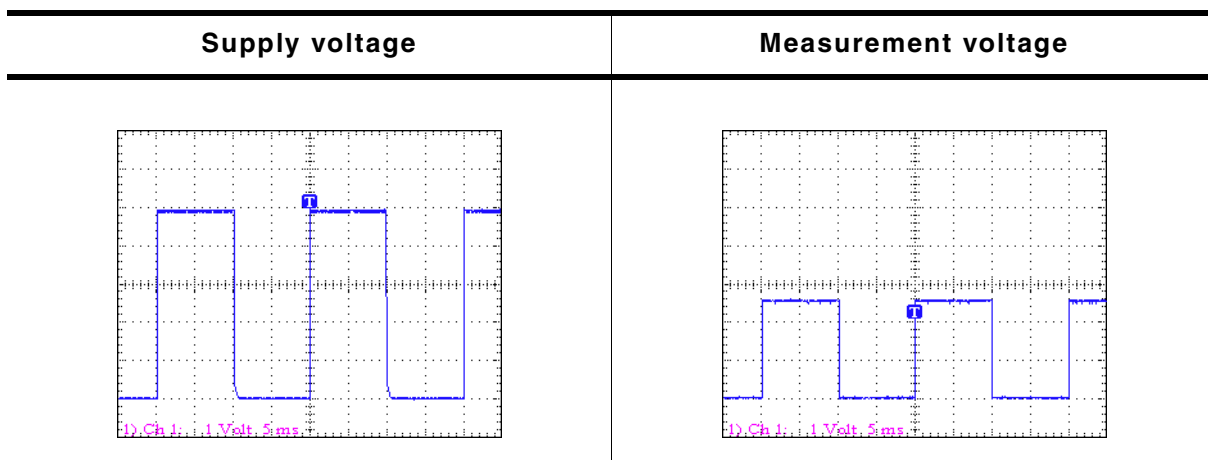 Supply voltage
Measurement voltage
T
T
1) Ch 1: 1 Volt 5 ms
1) Ch 1: 1 Volt 5 ms